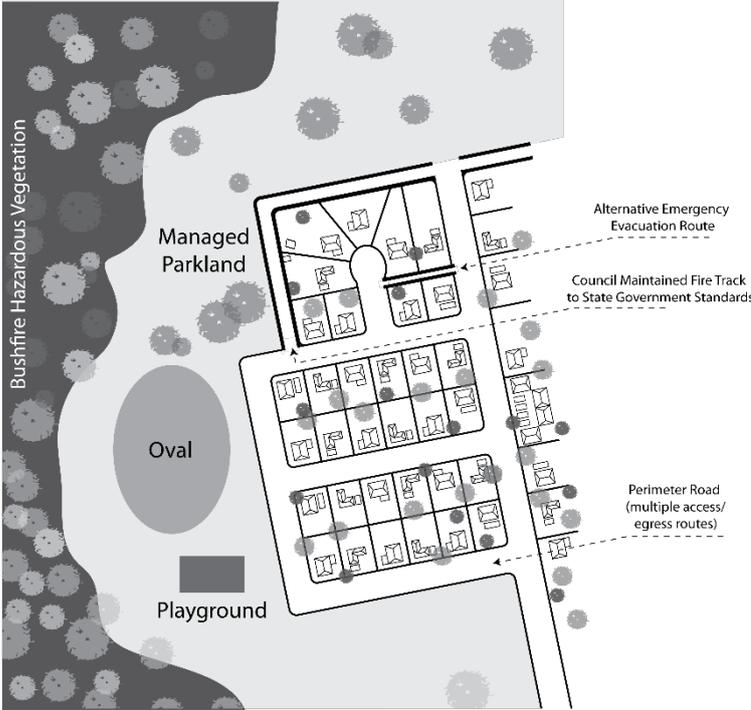 Bushfire Hazardous Vegetation
Managed
Parkland
Alternative Emergency
Evacuation Route
Council Maintained Fire Track
to State Government Standards
Oval
Perimeter Road
(multiple access/
egress routes)
Playground